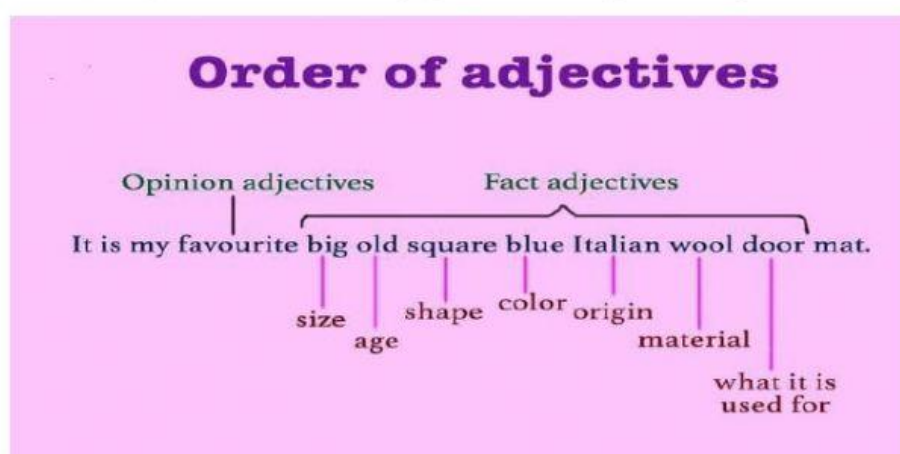 Order of adjectives
Opinion adjectives Fact adjectives
It is my favourite big old square blue Italian wool door mat.
size age shape color origin material
what it is
used for